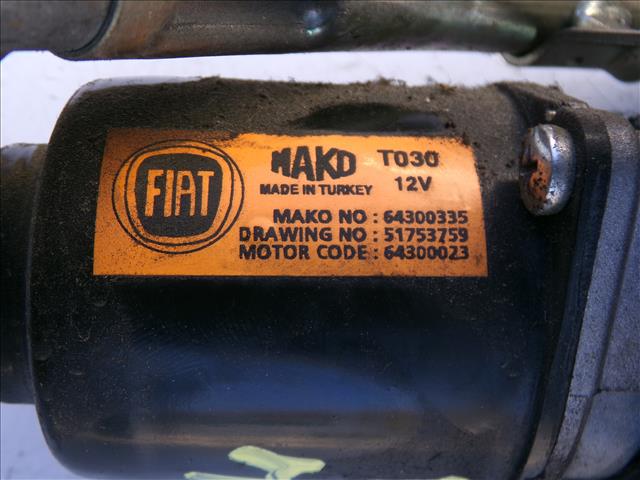 FIAT
MAKO T030
MADE IN TURKEY 12V
MAKO NO : 64300335
DRAWING NO : 51753759
MOTOR CODE : 64300023